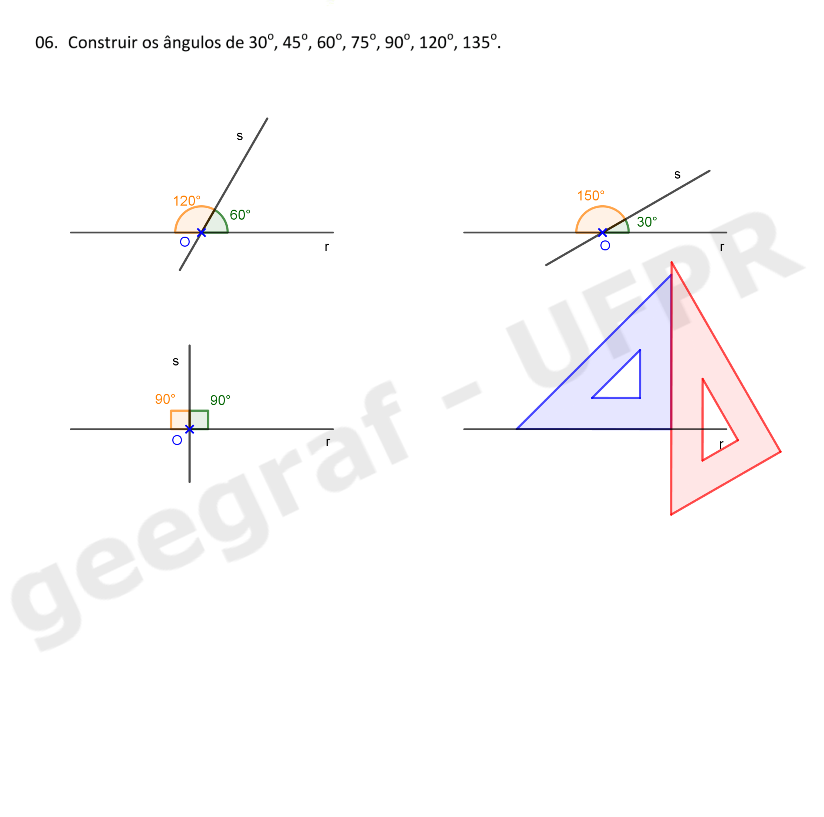 06. Construir os ângulos de 30º, 45º, 60º, 75º, 90º, 120º, 135º.
s
120°
60°
O
r
s
150°
30°
O
r
s
90°
90°
O
r
r
geegraf - UFPR